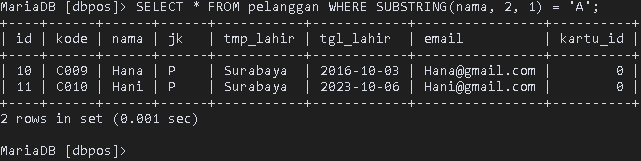 MariaDB [dbpos]> SELECT * FROM pelanggan WHERE SUBSTRING(nama, 2, 1) = 'A';
+----+------+------+------+-----------+------------+----------------+----------+
| id | kode | nama | jk   | tmp_lahir | tgl_lahir  | email          | kartu_id |
+----+------+------+------+-----------+------------+----------------+----------+
| 10 | C009 | Hana | P    | Surabaya  | 2016-10-03 | Hana@gmail.com |        0 |
| 11 | C010 | Hani | P    | Surabaya  | 2023-10-06 | Hani@gmail.com |        0 |
+----+------+------+------+-----------+------------+----------------+----------+
2 rows in set (0.001 sec)
MariaDB [dbpos]>